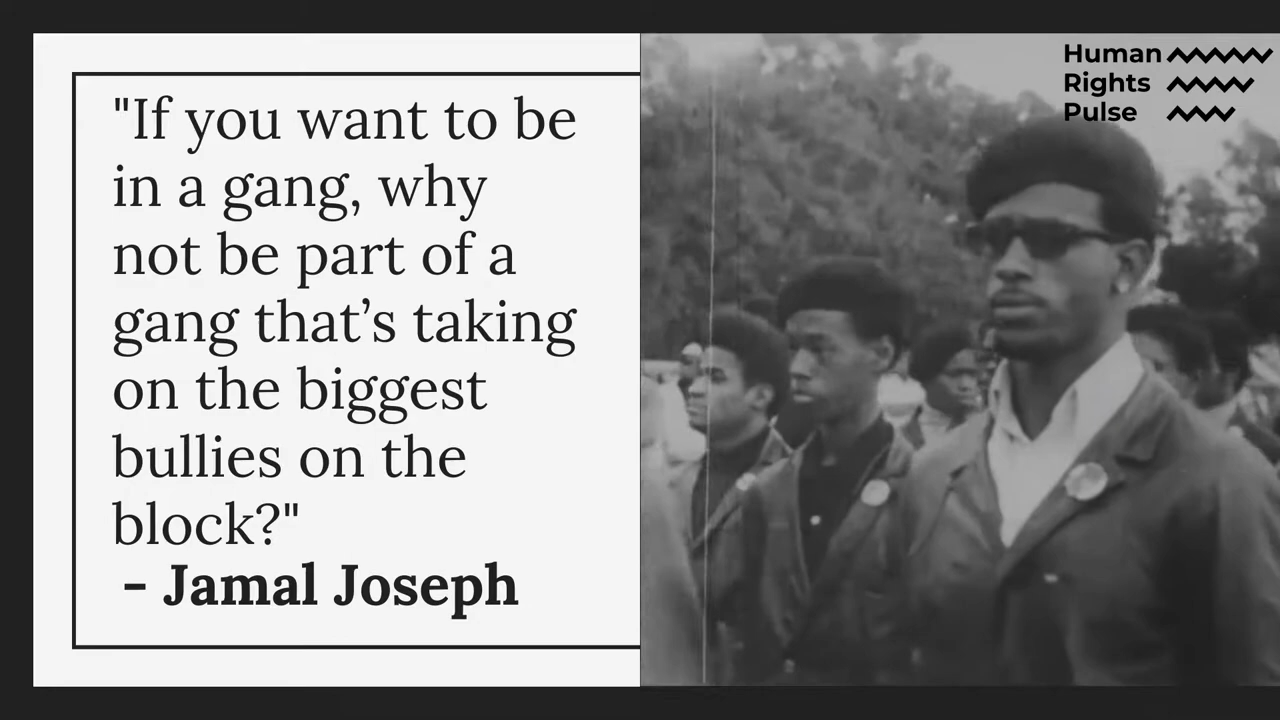 "If you want to be
in a gang, why
not be part of a
gang that’s taking
on the biggest
bullies on the
block?"
- Jamal Joseph
Human
Rights
Pulse